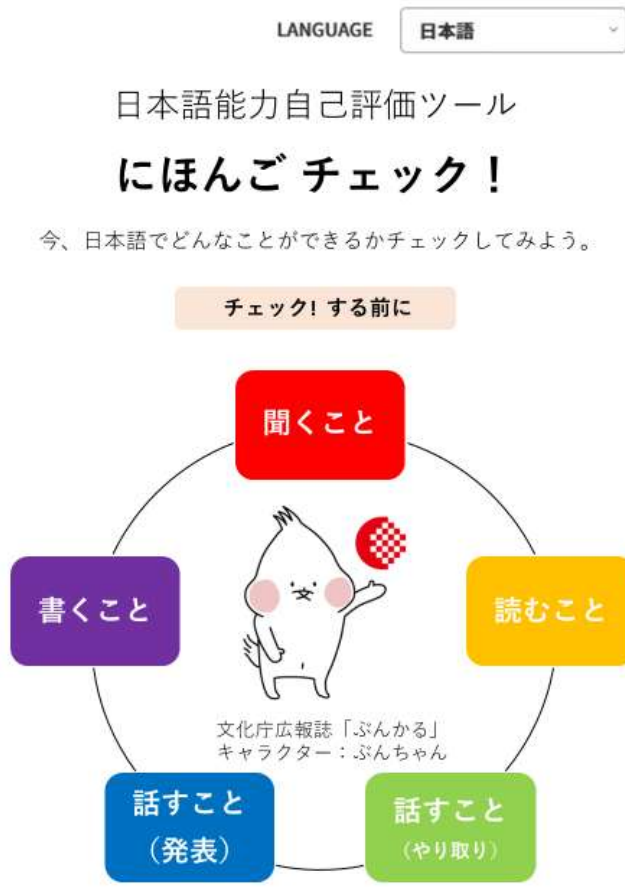 LANGUAGE 日本語
日本語能力自己評価ツール
にほんご チェック！
今、日本語でどんなことができるかチェックしてみよう。
チェック! する前に
聞くこと
書くこと
読むこと
文化庁広報誌「ぶんかる」
キャラクター：ぶんちゃん
話すこと
（発表）
話すこと
（やり取り）